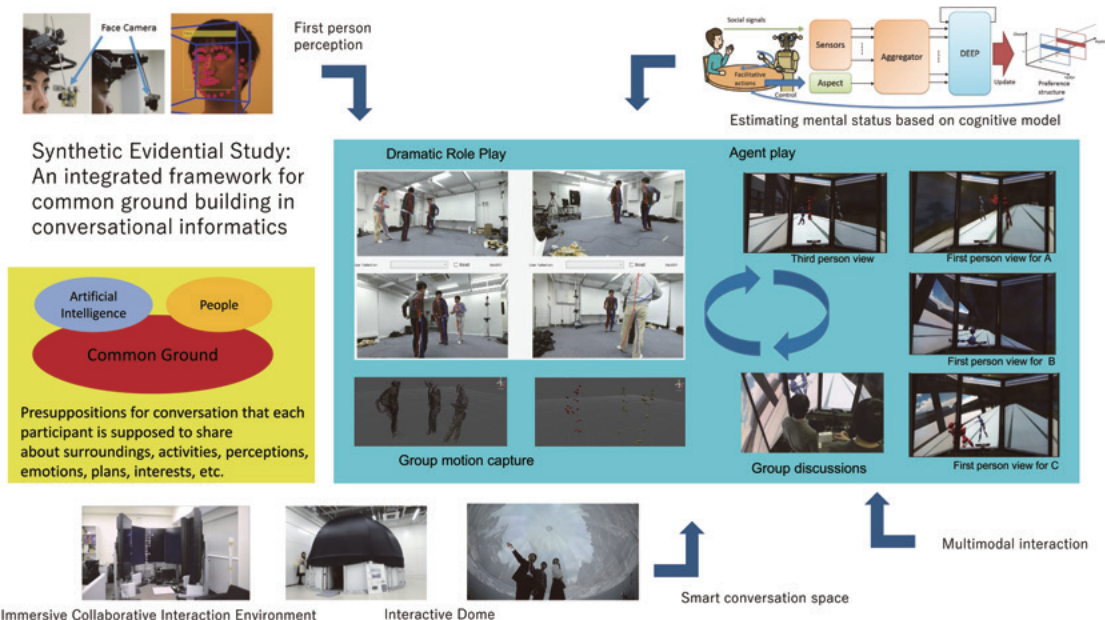 Face Camera
First person
perception
Social signals
Facilitative
actions
Control
Sensors
Aspect
Aggregator
DEEP
Update
Preference
structure
Estimating mental status based on cognitive model
Synthetic Evidential Study:
An integrated framework for
common ground building in
conversational informatics
Artificial
Intelligence
People
Common Ground
Presuppositions for conversation that each
participant is supposed to share
about surroundings, activities, perceptions,
emotions, plans, interests, etc.
Dramatic Role Play
Group motion capture
Agent play
Third person view
First person view for A
First person view for B
First person view for C
Group discussions
Immersive Collaborative Interaction Environment
Interactive Dome
Smart conversation space
Multimodal interaction